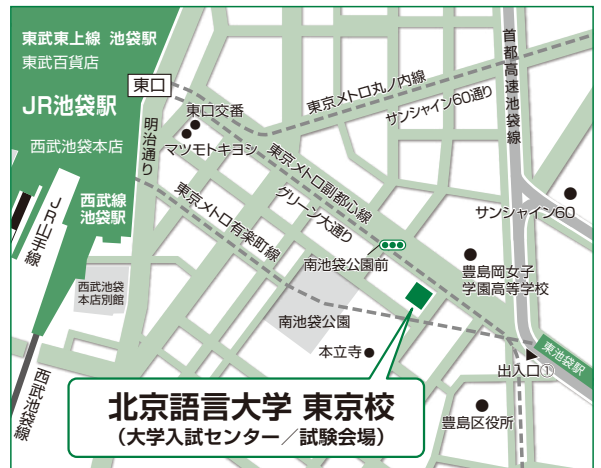 東武東上線 池袋駅
東武百貨店
JR池袋駅
西武池袋本店
西武線
池袋駅
JR山手線
西武池袋
本店別館
西武池袋線
東口
明治通り
東口交番
マツモトキヨシ
東京メトロ丸ノ内線
サンシャイン60通り
首都高速池袋線
東京メトロ副都心線
グリーン大通り
東京メトロ有楽町線
サンシャイン60
南池袋公園前
豊島岡女子
学園高等学校
南池袋公園
本立寺
東池袋駅
出入口①
豊島区役所
北京語言大学 東京校
(大学入試センター/試験会場)